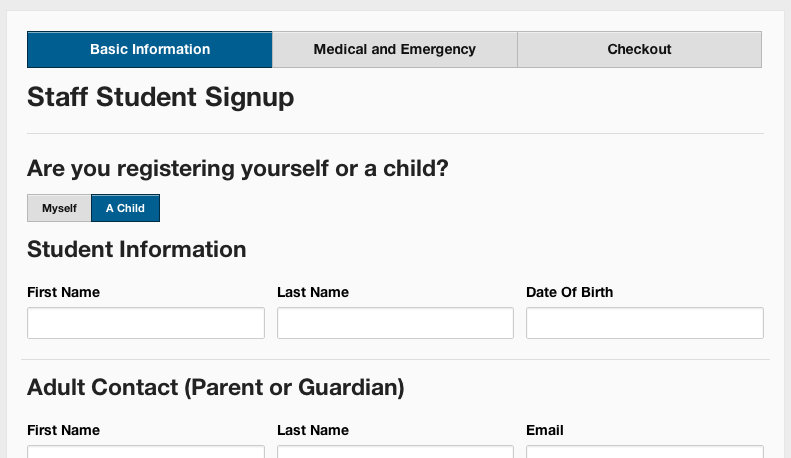 Basic Information Medical and Emergency Checkout
Staff Student Signup
Are you registering yourself or a child?
Myself A Child
Student Information
First Name Last Name Date Of Birth
Adult Contact (Parent or Guardian)
First Name Last Name Email